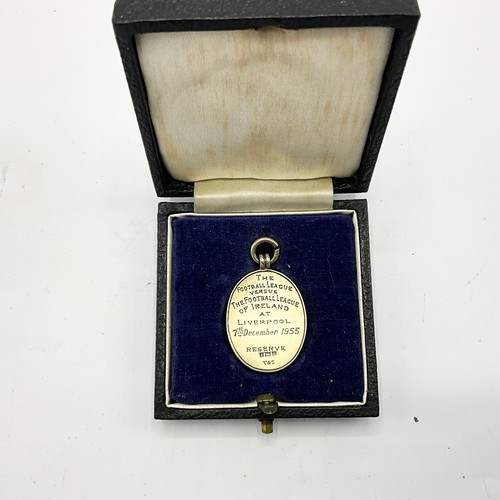 THE
FOOTBALL LEAGUE
VERSUS
THE FOOTBALL LEAGUE
OF IRELAND
AT
LIVERPOOL
7th December 1955
RESERVE